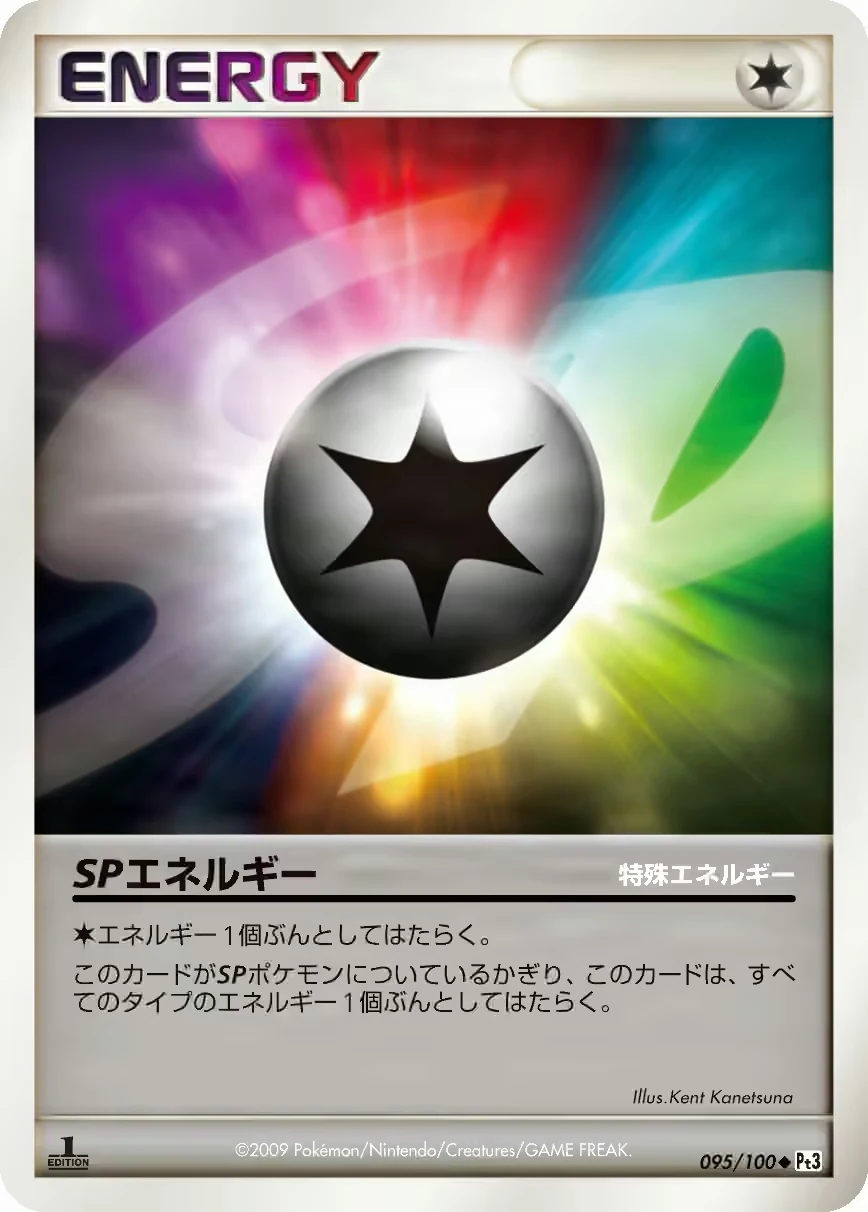 ENERGY
SPエネルギー
特殊エネルギー
✶エネルギー1個ぶんとしてはたらく。
このカードがSPポケモンについているかぎり、このカードは、すべ
てのタイプのエネルギー1個ぶんとしてはたらく。
Illus.Kent Kanetsuna
1
EDITION
©2009 Pokémon/Nintendo/Creatures/GAME FREAK.
095/100◆ Pt3